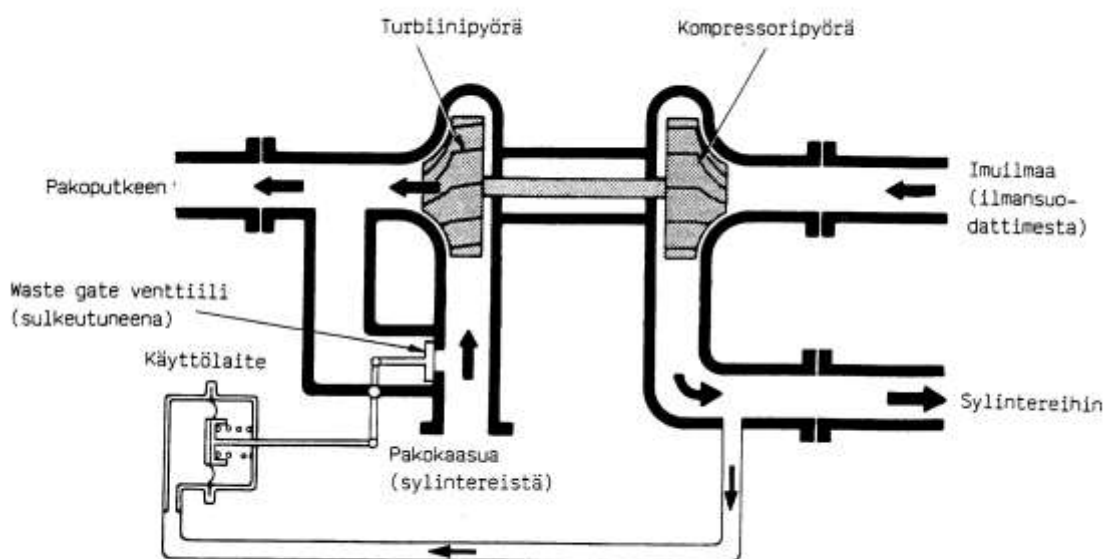 Turbiinipyörä
Kompressoripyörä
Pakoputkeen
Imuilmaa
(ilmansuo-
dattimesta)
Waste gate venttiili
(sulkeutuneena)
Käyttölaite
Sylintereihin
Pakokaasua
(sylintereistä)